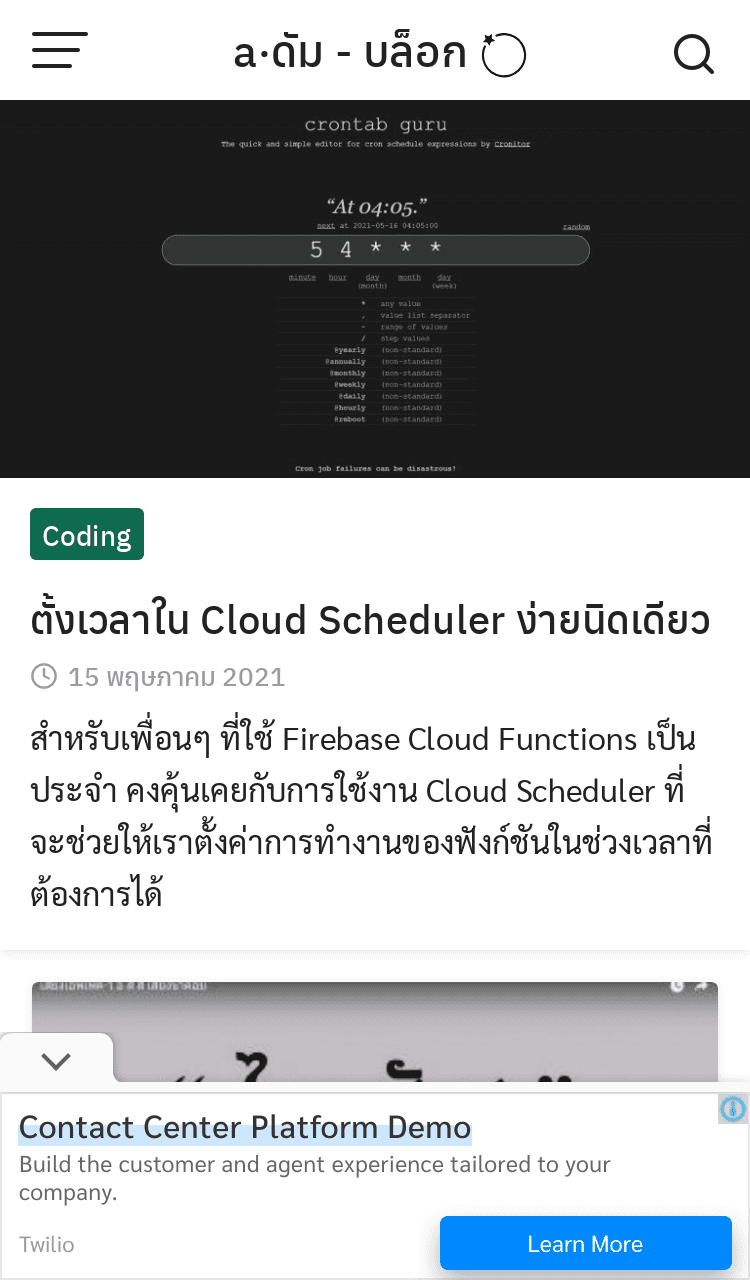 a·ดัม - บล็อก
crontab guru
The quick and simple editor for cron schedule expressions by Cronitor
“At 04:05.”
next at 2021-05-16 04:05:00
random
5 4 * * *
minute hour day (month) month day (week)
* any value
, value list separator
- range of values
/ step values
@yearly (non-standard)
@annually (non-standard)
@monthly (non-standard)
@weekly (non-standard)
@daily (non-standard)
@hourly (non-standard)
@reboot (non-standard)
Cron job failures can be disastrous!
Coding
ตั้งเวลาใน Cloud Scheduler ง่ายนิดเดียว
15 พฤษภาคม 2021
สำหรับเพื่อนๆ ที่ใช้ Firebase Cloud Functions เป็น
ประจำ คงคุ้นเคยกับการใช้งาน Cloud Scheduler ที่
จะช่วยให้เราตั้งค่าการทำงานของฟังก์ชันในช่วงเวลาที่
ต้องการได้
Contact Center Platform Demo
Build the customer and agent experience tailored to your
company.
Twilio
Learn More